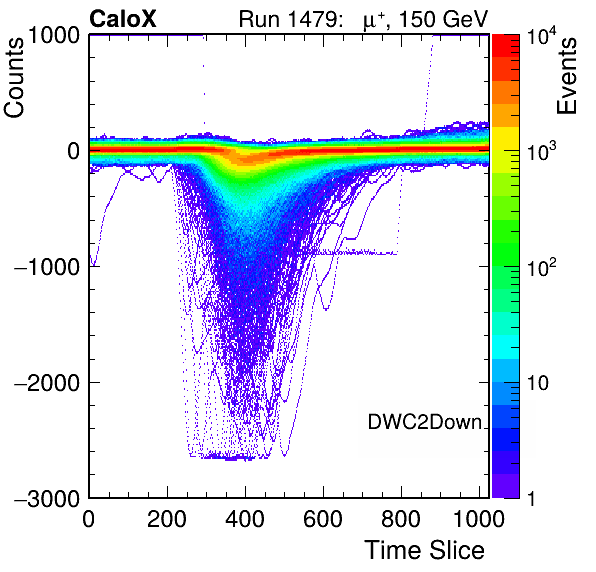 CaloX Run 1479: μ⁺, 150 GeV
Counts
Events
1000
0
−1000
−2000
−3000
10⁴
10³
10²
10
1
DWC2Down
0 200 400 600 800 1000
Time Slice